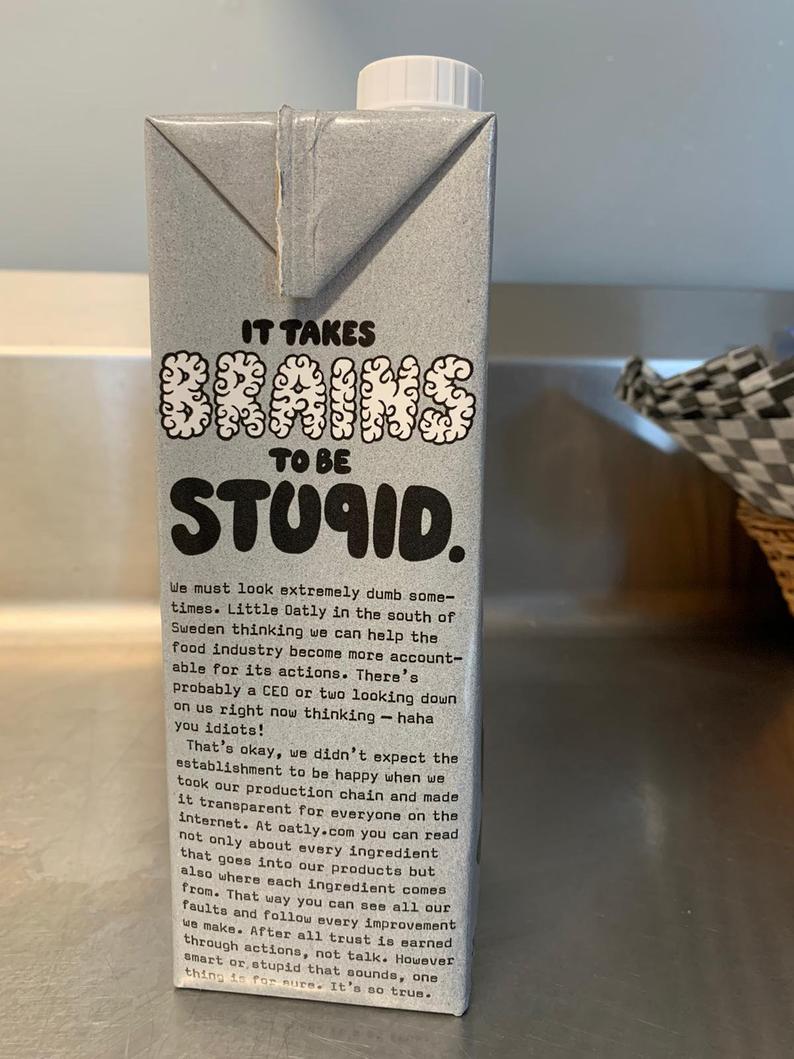 IT TAKES
BRAINS
TO BE
STUqID.
We must look extremely dumb some-
times. Little Oatly in the south of
Sweden thinking we can help the
food industry become more account-
able for its actions. There's
probably a CEO or two looking down
on us right now thinking – haha
you idiots!
That's okay, we didn't expect the
establishment to be happy when we
took our production chain and made
it transparent for everyone on the
internet. At oatly.com you can read
not only about every ingredient
that goes into our products but
also where each ingredient comes
from. That way you can see all our
faults and follow every improvement
we make. After all trust is earned
through actions, not talk. However
smart or stupid that sounds, one
thing is for sure. It's so true.